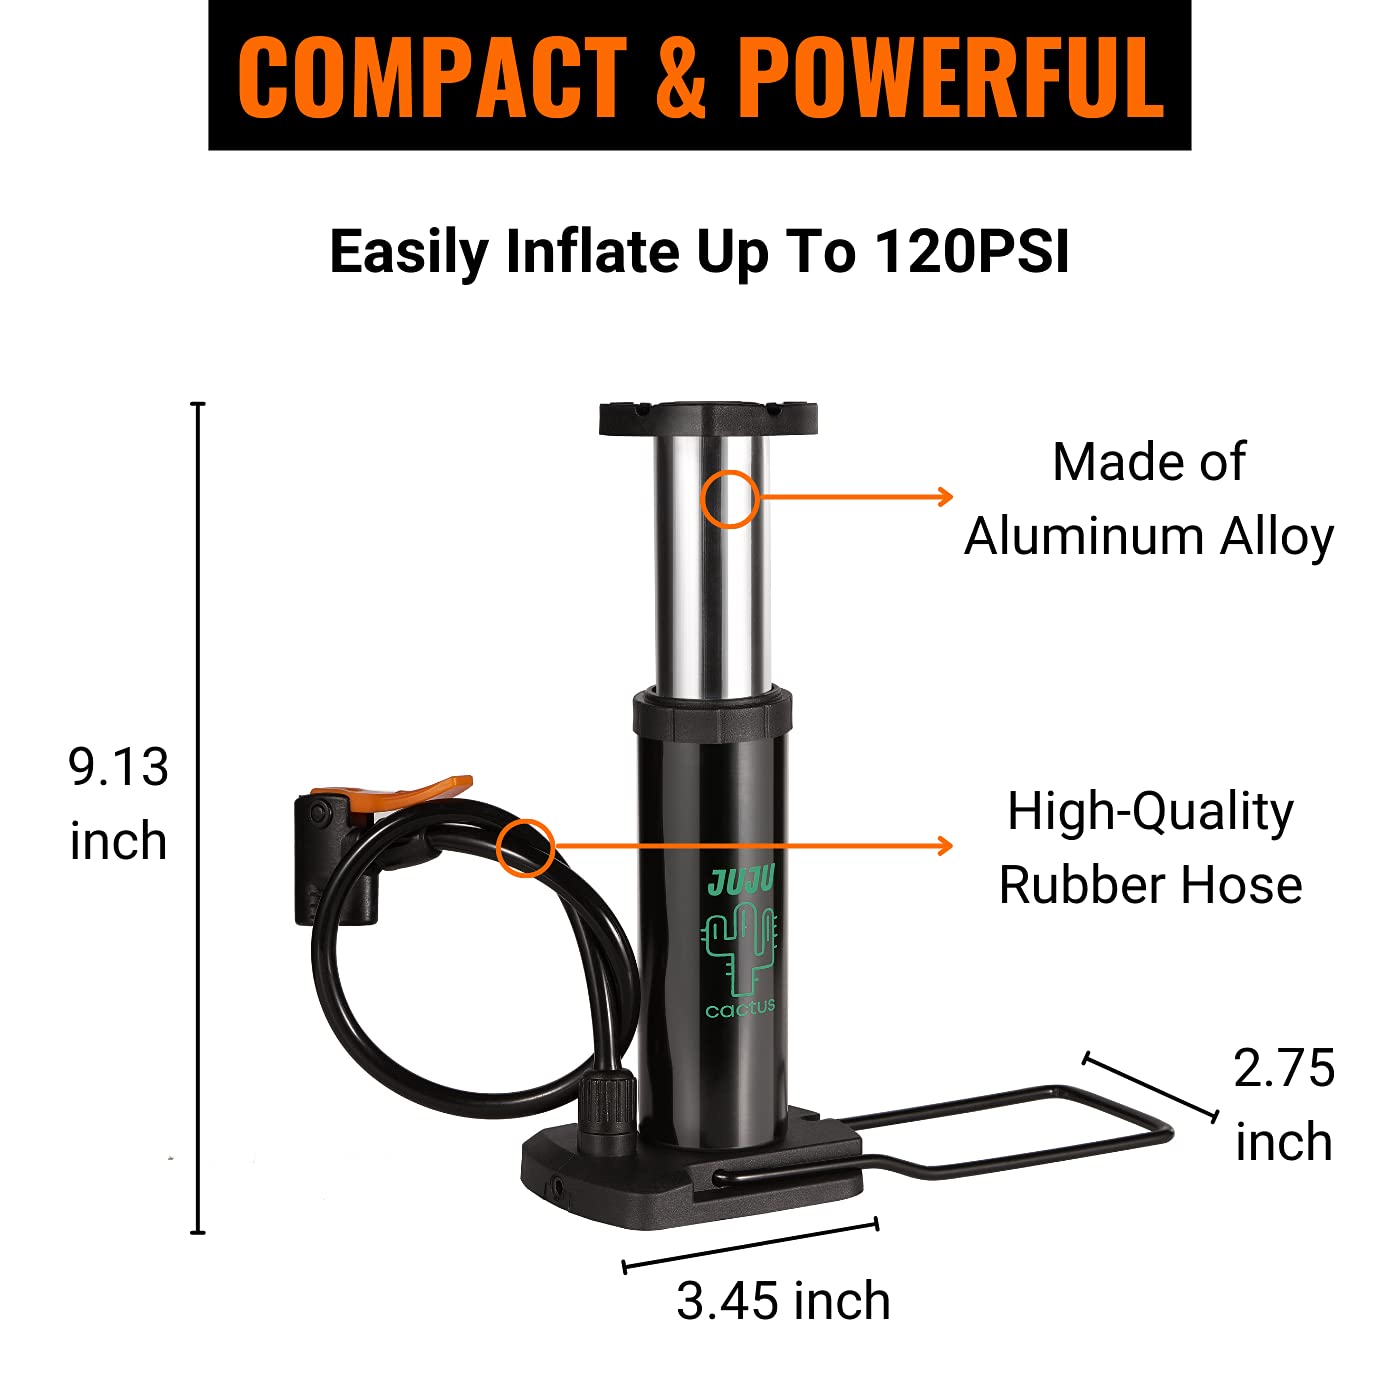 COMPACT & POWERFUL
Easily Inflate Up To 120PSI
Made of
Aluminum Alloy
9.13
inch
High-Quality
Rubber Hose
JUJU
cactus
2.75
inch
3.45 inch